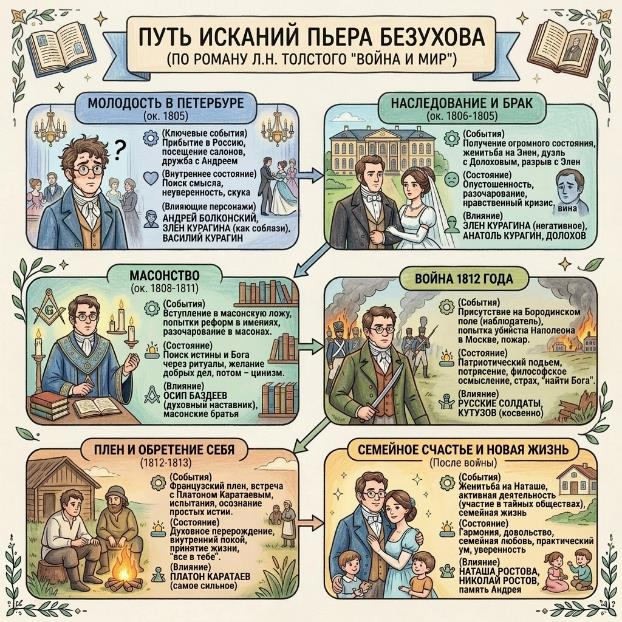 ПУТЬ ИСКАНИЙ ПЬЕРА БЕЗУХОВА
(ПО РОМАНУ Л.Н. ТОЛСТОГО "ВОЙНА И МИР")
МОЛОДОСТЬ В ПЕТЕРБУРЕ
(ок. 1805)
?
(Ключевые события)
Прибытие в Россию,
посещение салонов,
дружба с Андреем
(Внутреннее состояние)
Поиск смысла,
неуверенность, скука
(Влияющие персонажи)
АНДРЕЙ БОЛКОНСКИЙ,
ЭЛЕН КУРАГИНА (как соблазн),
ВАСИЛИЙ КУРАГИН
НАСЛЕДОВАНИЕ И БРАК
(ок. 1806-1805)
(События)
Получение огромного состояния,
женитьба на Энен, дуэль
с Долоховым, разрыв с Элен
(Состояние)
Опустошенность,
разочарование,
нравственный кризис,
вина
(Влияние)
ЭЛЕН КУРАГИНА (негативное),
АНАТОЛЬ КУРАГИН, ДОЛОХОВ
МАСОНСТВО
(ок. 1808-1811)
G
(События)
Вступление в масонскую ложу,
попытки реформ в имениях,
разочарование в масонах.
(Состояние)
Поиск истины и Бога
через ритуалы, желание
добрых дел, потом – цинизм.
(Влияние)
ОСИП БАЗДЕЕВ
(духовный наставник),
масонские братья
ВОЙНА 1812 ГОДА
(События)
Присутствие на Бородинском
поле (наблюдатель),
попытка убийства Наполеона
в Москве, пожар.
(Состояние)
Патриотический подъем,
потрясение, философское
осмысление, страх, "найти Бога".
(Влияние)
РУССКИЕ СОЛДАТЫ,
КУТУЗОВ (косвенно)
ПЛЕН И ОБРЕТЕНИЕ СЕБЯ
(1812-1813)
(События)
Французский плен, встреча
с Платоном Каратаевым,
испытания, осознание
простых истин.
(Состояние)
Духовное перерождение,
внутренний покой,
принятие жизни,
"все в тебе".
(Влияние)
ПЛАТОН КАРАТАЕВ
(самое сильное)
СЕМЕЙНОЕ СЧАСТЬЕ И НОВАЯ ЖИЗНЬ
(После войны)
(События)
Женитьба на Наташе,
активная деятельность
(участие в тайных обществах),
семейная жизнь
(Состояние)
Гармония, довольство,
семейная любовь, практический
ум, уверенность
(Влияние)
НАТАША РОСТОВА,
НИКОЛАЙ РОСТОВ,
память Андрея